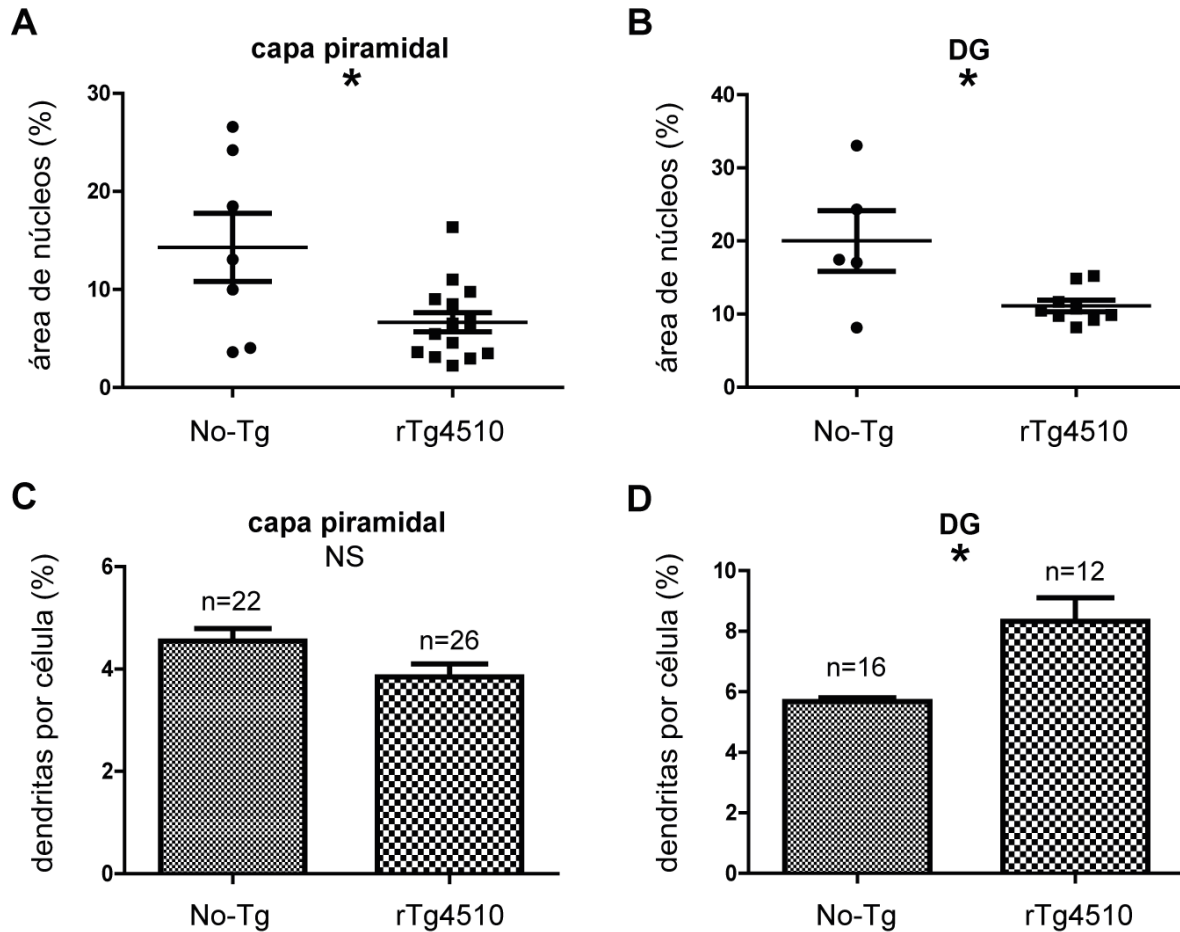 A
capa piramidal
*
área de núcleos (%)
30
20
10
0
No-Tg
rTg4510
B
DG
*
área de núcleos (%)
40
30
20
10
0
No-Tg
rTg4510
C
capa piramidal
NS
dendritas por célula (%)
6
4
2
0
n=22
n=26
No-Tg
rTg4510
D
DG
*
dendritas por célula (%)
10
8
6
4
2
0
n=16
n=12
No-Tg
rTg4510